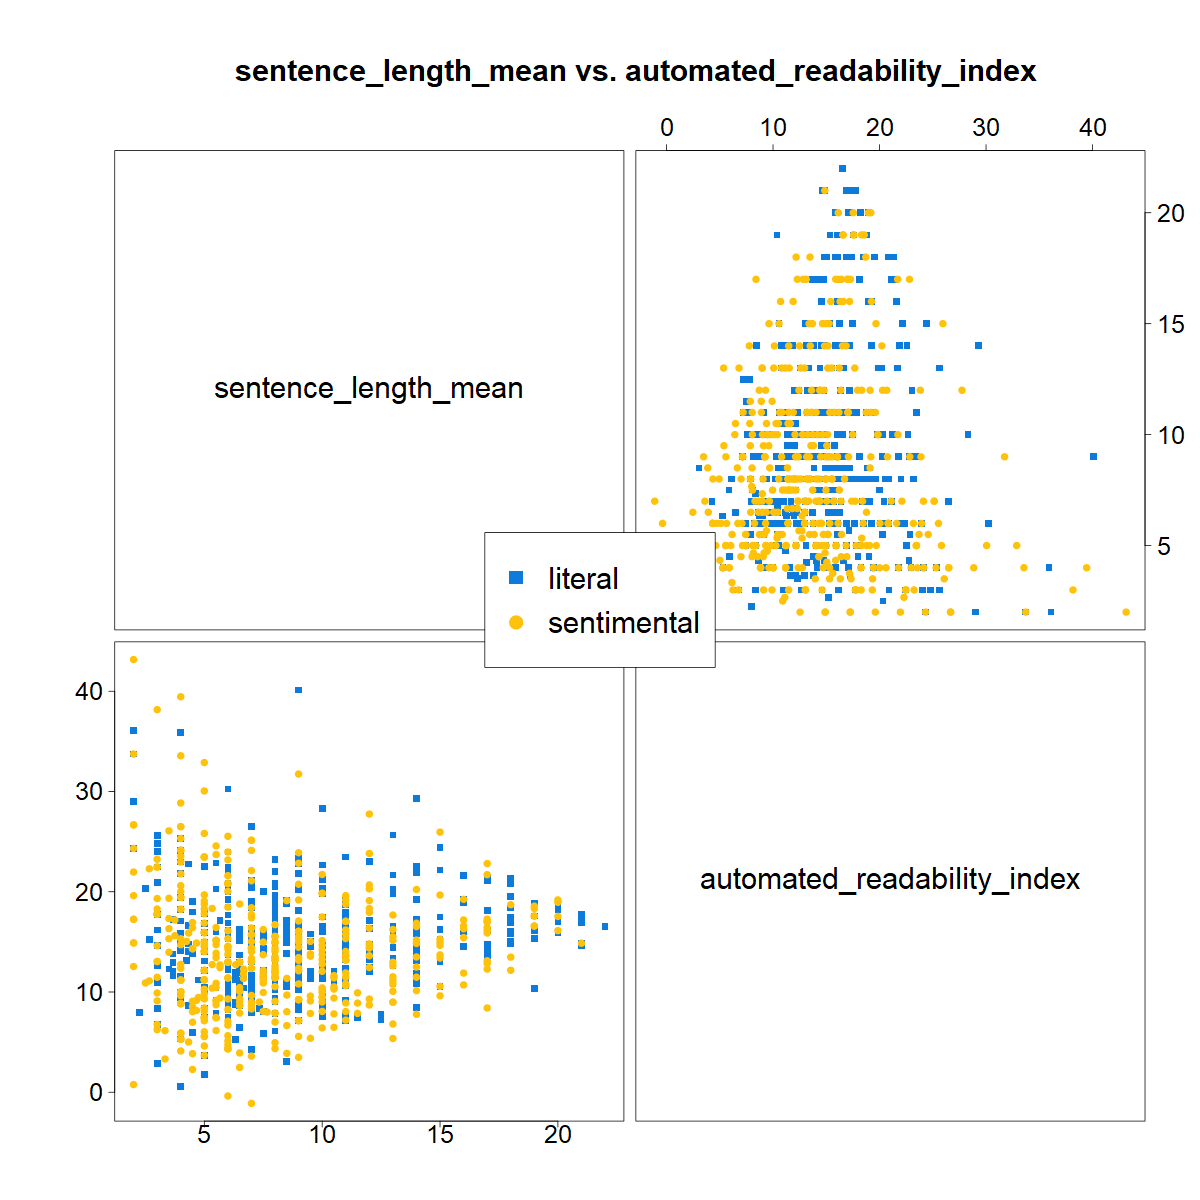 sentence_length_mean vs. automated_readability_index
0 10 20 30 40
sentence_length_mean
20
15
10
5
literal
sentimental
40
30
20
10
0
automated_readability_index
5 10 15 20